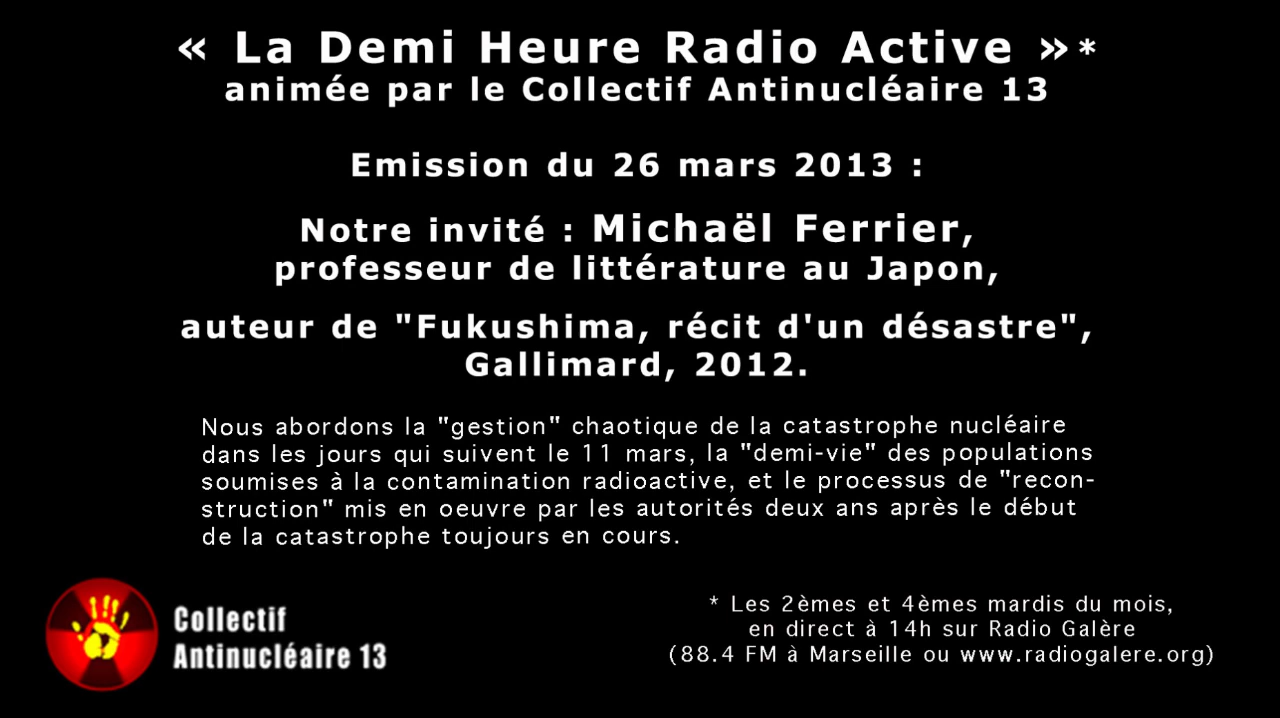 « La Demi Heure Radio Active »*
animée par le Collectif Antinucléaire 13
Emission du 26 mars 2013 :
Notre invité : Michaël Ferrier,
professeur de littérature au Japon,
auteur de "Fukushima, récit d'un désastre",
Gallimard, 2012.
Nous abordons la "gestion" chaotique de la catastrophe nucléaire
dans les jours qui suivent le 11 mars, la "demi-vie" des populations
soumises à la contamination radioactive, et le processus de "recon-
struction" mis en oeuvre par les autorités deux ans après le début
de la catastrophe toujours en cours.
Collectif
Antinucléaire 13
* Les 2èmes et 4èmes mardis du mois,
en direct à 14h sur Radio Galère
(88.4 FM à Marseille ou www.radiogalere.org)